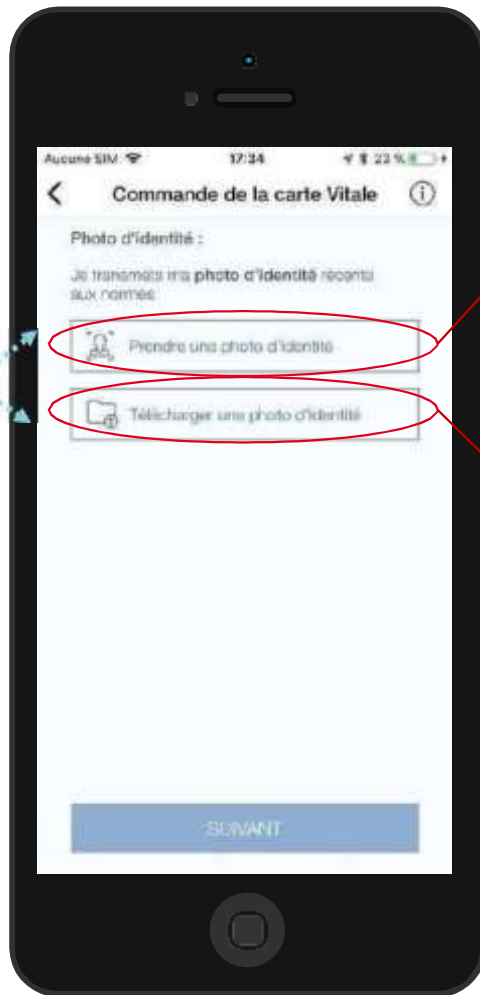 Aucune SIM 17:34 22 %
Commande de la carte Vitale
Photo d'identité :
Je transmets ma photo d'identité récente
aux normes
Prendre une photo d'identité
Télécharger une photo d'identité
SUIVANT